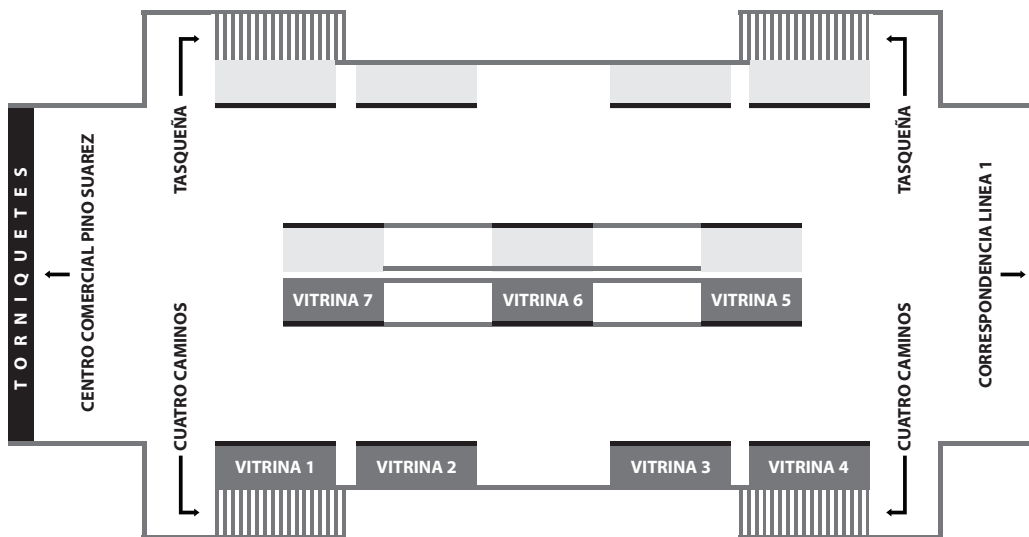 TORNIQUETES
CENTRO COMERCIAL PINO SUAREZ
TASQUEÑA
CUATRO CAMINOS
VITRINA 7
VITRINA 6
VITRINA 5
VITRINA 1
VITRINA 2
VITRINA 3
VITRINA 4
TASQUEÑA
CUATRO CAMINOS
CORRESPONDENCIA LINEA 1